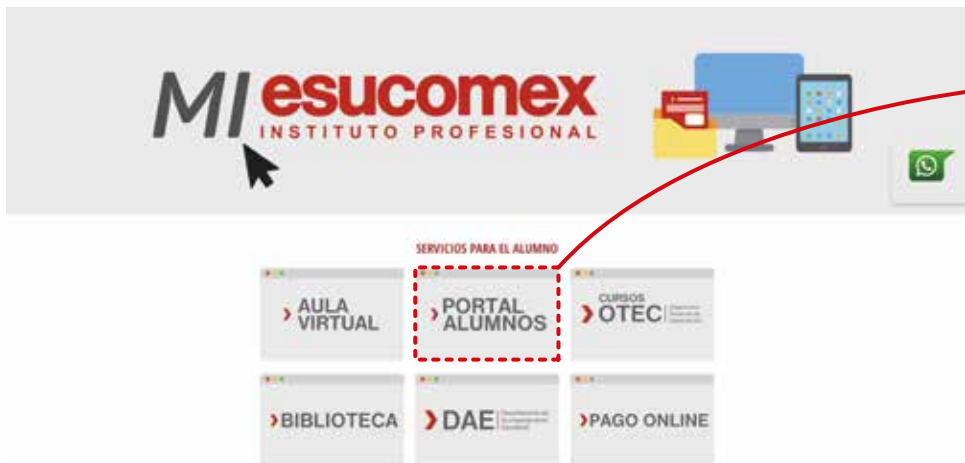 MI esucomex
INSTITUTO PROFESIONAL
SERVICIOS PARA EL ALUMNO
AULA
VIRTUAL
PORTAL
ALUMNOS
CURSOS
OTEC
BIBLIOTECA
DAE
PAGO ONLINE